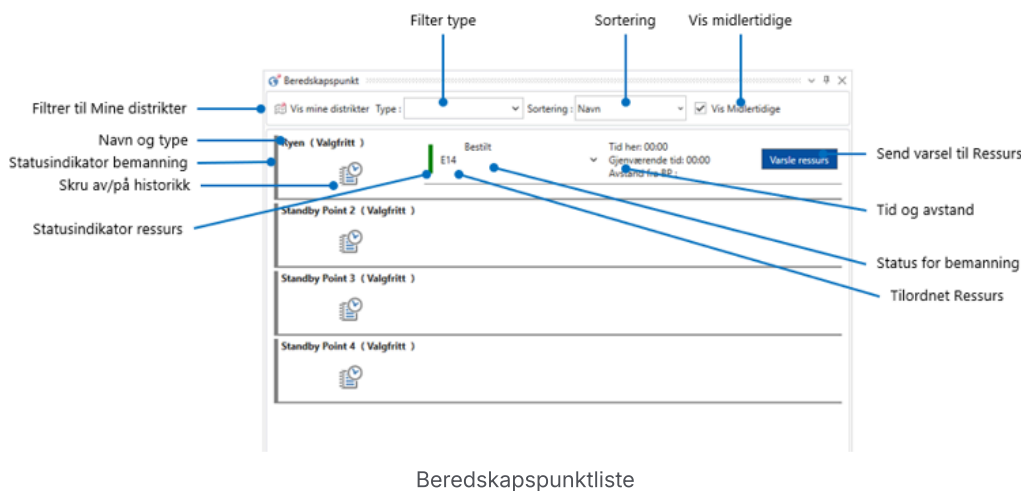 Filter type
Sortering
Vis midlertidige
Beredskapspunkt
Filtrer til Mine distrikter
Vis mine distrikter Type : Sortering : Navn Vis Midlertidige
Navn og type
Statusindikator bemanning
Skru av/på historikk
Statusindikator ressurs
Ryen ( Valgfritt )
E14
Bestilt
Tid her: 00:00
Gjenværende tid: 00:00
Avstand fra BP :
Varsle ressurs
Send varsel til Ressurs
Tid og avstand
Status for bemanning
Tilordnet Ressurs
Standby Point 2 ( Valgfritt )
Standby Point 3 ( Valgfritt )
Standby Point 4 ( Valgfritt )
Beredskapspunktliste